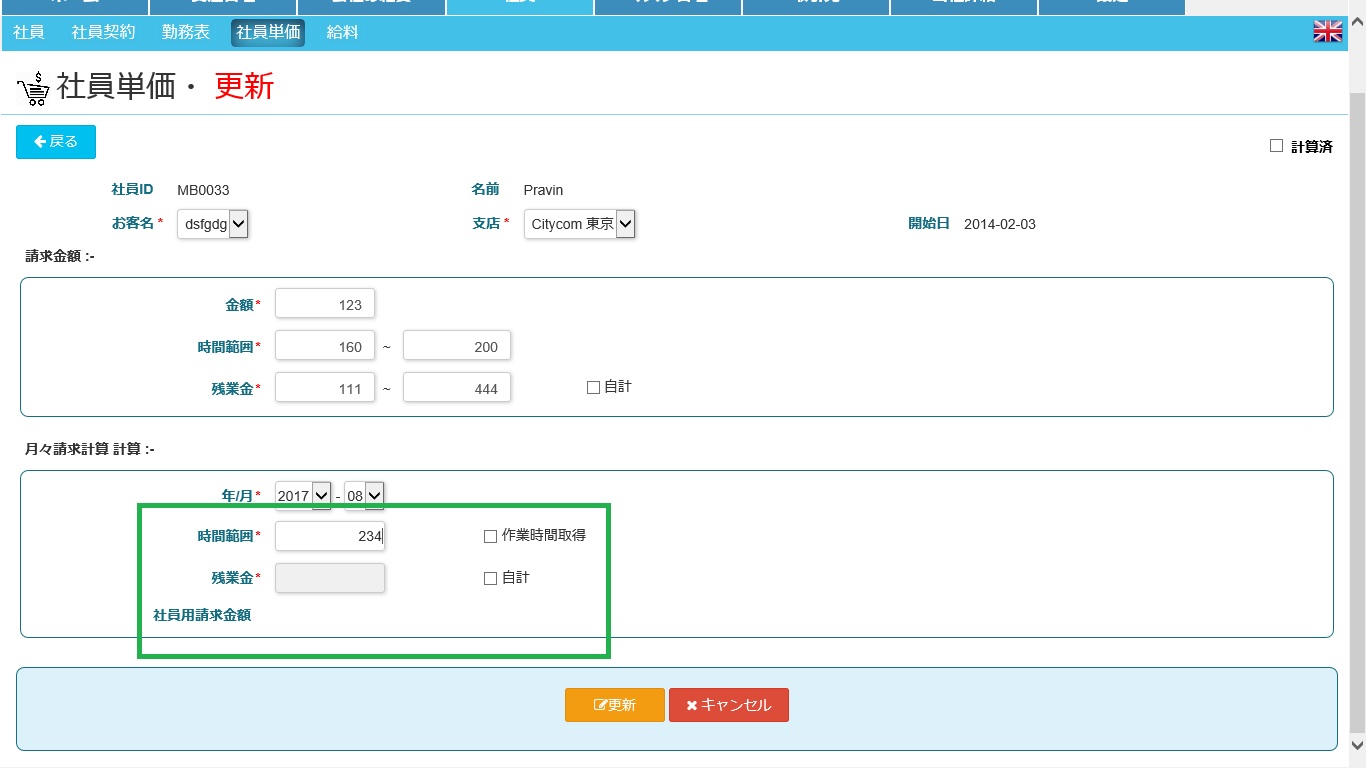 社員 社員契約 勤務表 社員単価 給料
社員単価・ 更新
戻る
計算済
社員ID MB0033 名前 Pravin
お客名* dsfgdg 支店* Citycom 東京 開始日 2014-02-03
請求金額 :-
金額* 123
時間範囲* 160 ~ 200
残業金* 111 ~ 444 自計
月々請求計算 計算 :-
年/月* 2017 - 08
時間範囲* 234 作業時間取得
残業金* 自計
社員用請求金額
更新 キャンセル